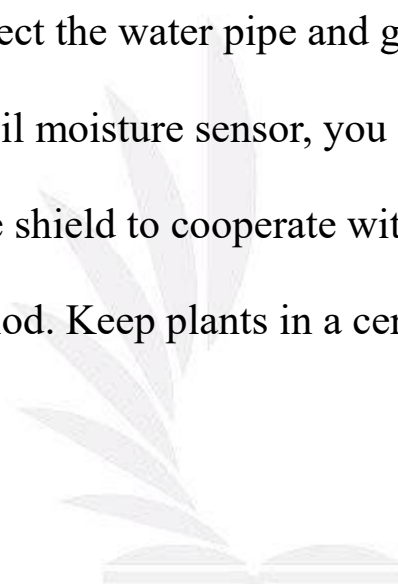 ect the water pipe and g
il moisture sensor, you
e shield to cooperate wit
od. Keep plants in a cer